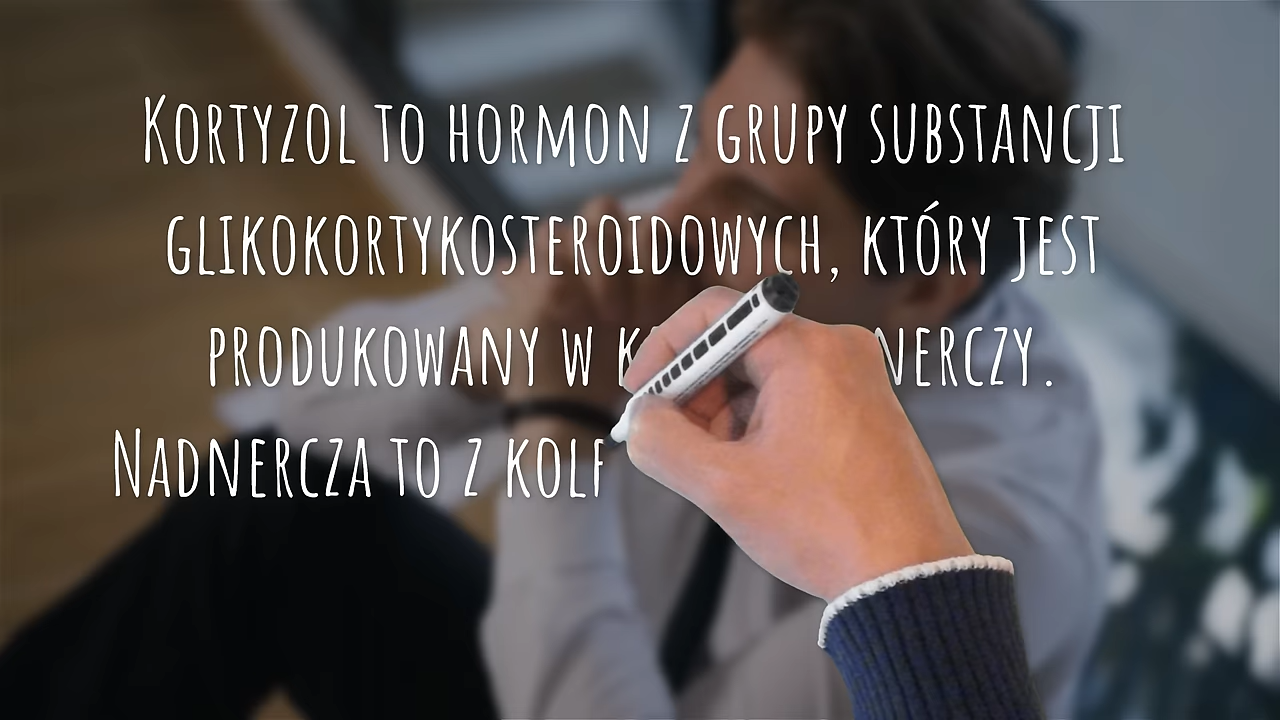 Kortyzol to hormon z grupy substancji
glikokortykosteroidowych, który jest
produkowany w
Nadnercza to z